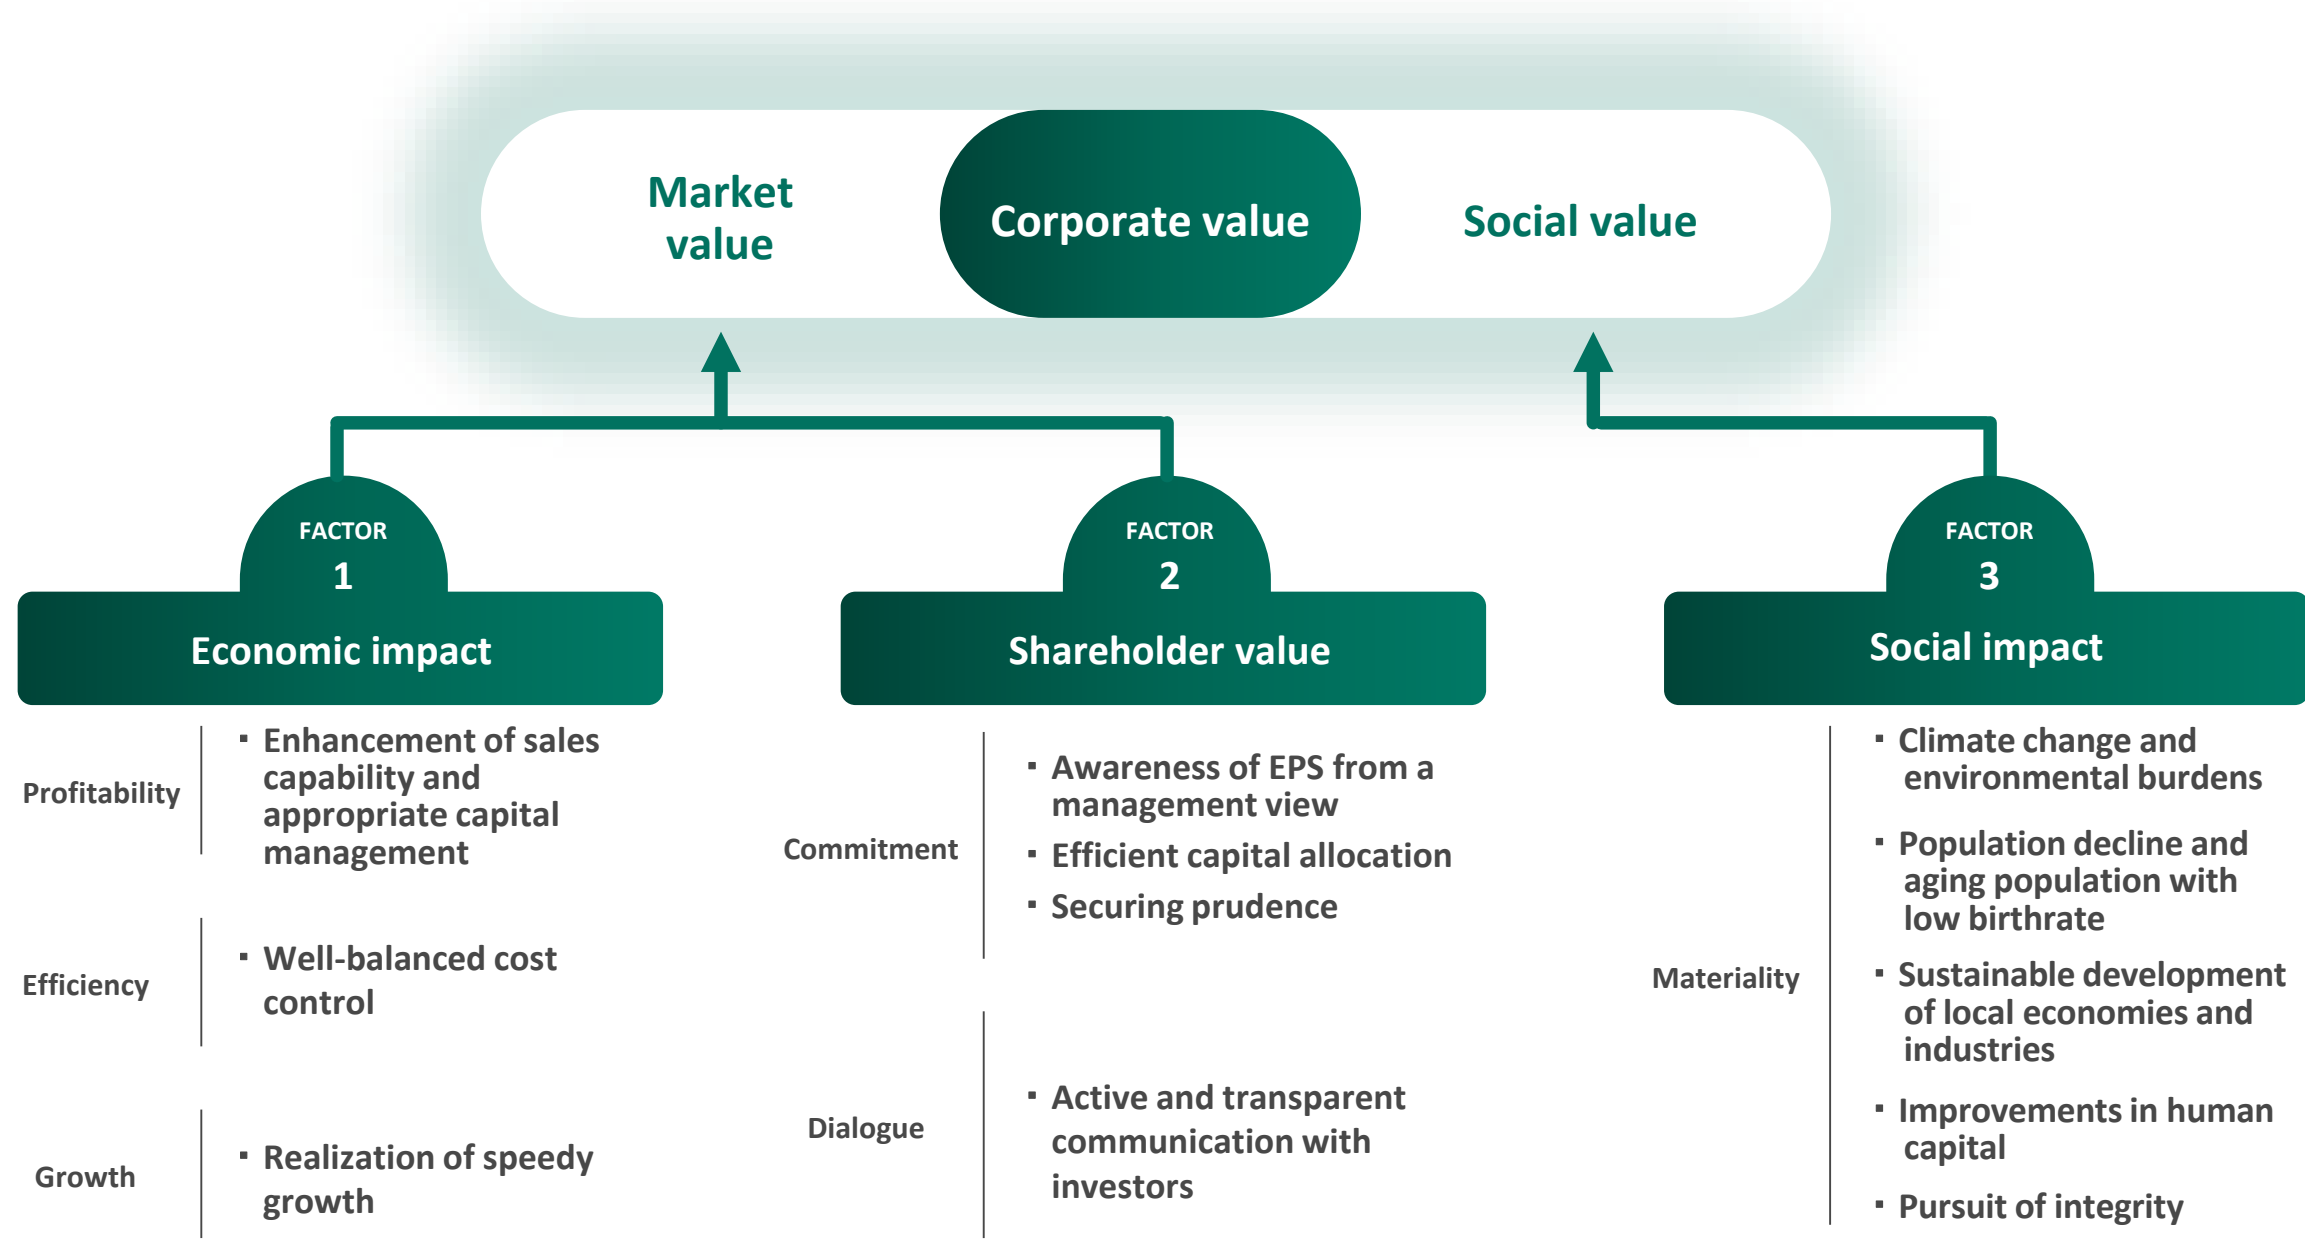 Market
value
Corporate value
Social value
FACTOR
1
Economic impact
Profitability
▪ Enhancement of sales
capability and
appropriate capital
management
Efficiency
▪ Well-balanced cost
control
Growth
▪ Realization of speedy
growth
FACTOR
2
Shareholder value
Commitment
▪ Awareness of EPS from a
management view
▪ Efficient capital allocation
▪ Securing prudence
Dialogue
▪ Active and transparent
communication with
investors
FACTOR
3
Social impact
Materiality
▪ Climate change and
environmental burdens
▪ Population decline and
aging population with
low birthrate
▪ Sustainable development
of local economies and
industries
▪ Improvements in human
capital
▪ Pursuit of integrity